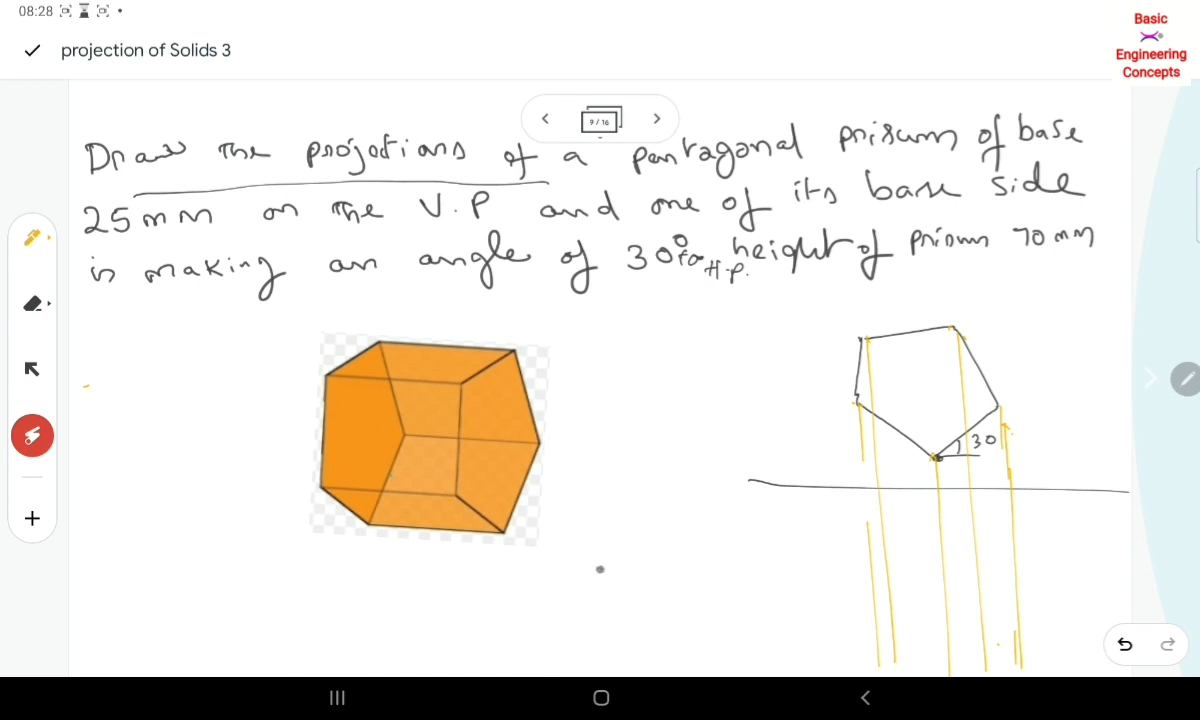 08:28
projection of Solids 3
Basic
Engineering
Concepts
9 / 16
Draw the projections of a pentagonal prism of base
25mm on the V.P and one of its base side
is making an angle of 30° to H.P. height of prism 70 mm
30